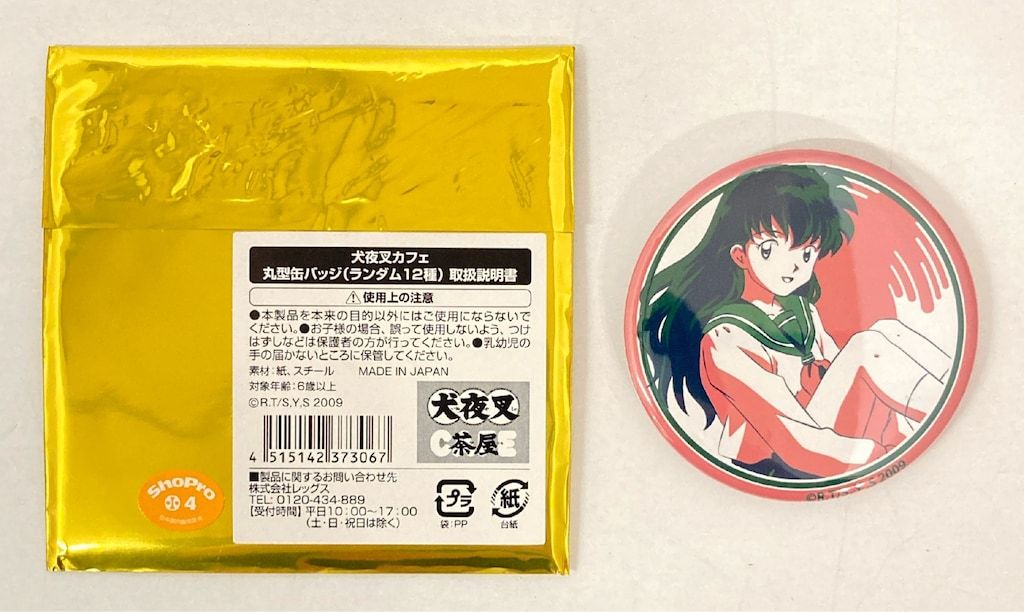 犬夜叉カフェ
丸型缶バッジ(ランダム12種) 取扱説明書
⚠使用上の注意
●本製品を本来の目的以外にはご使用にならないで
ください。●お子様の場合、誤って使用しないよう、つけ
はずしなどは保護者の方が行ってください。●乳幼児の
手の届かないところに保管してください。
素材:紙、スチール MADE IN JAPAN
対象年齢:6歳以上
©R.T/S,Y,S 2009
犬夜叉
CAFE
茶屋
4 515142 373067
■製品に関するお問い合わせ先
株式会社レッグス
TEL:0120-434-889
【受付時間】平日10:00~17:00
(土・日・祝日は除く)
プラ
袋:PP
紙
台紙
ShoPro
4
©R.T/S,Y,S 2009